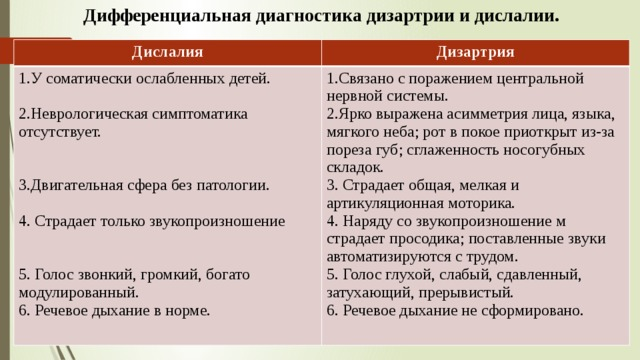 Дифференциальная диагностика дизартрии и дислалии.
Дислалия
1.У соматически ослабленных детей.
2.Неврологическая симптоматика
отсутствует.
3.Двигательная сфера без патологии.
4. Страдает только звукопроизношение
5. Голос звонкий, громкий, богато
модулированный.
6. Речевое дыхание в норме.
Дизартрия
1.Связано с поражением центральной
нервной системы.
2.Ярко выражена асимметрия лица, языка,
мягкого неба; рот в покое приоткрыт из-за
пореза губ; сглаженность носогубных
складок.
3. Страдает общая, мелкая и
артикуляционная моторика.
4. Наряду со звукопроизношение м
страдает просодика; поставленные звуки
автоматизируются с трудом.
5. Голос глухой, слабый, сдавленный,
затухающий, прерывистый.
6. Речевое дыхание не сформировано.